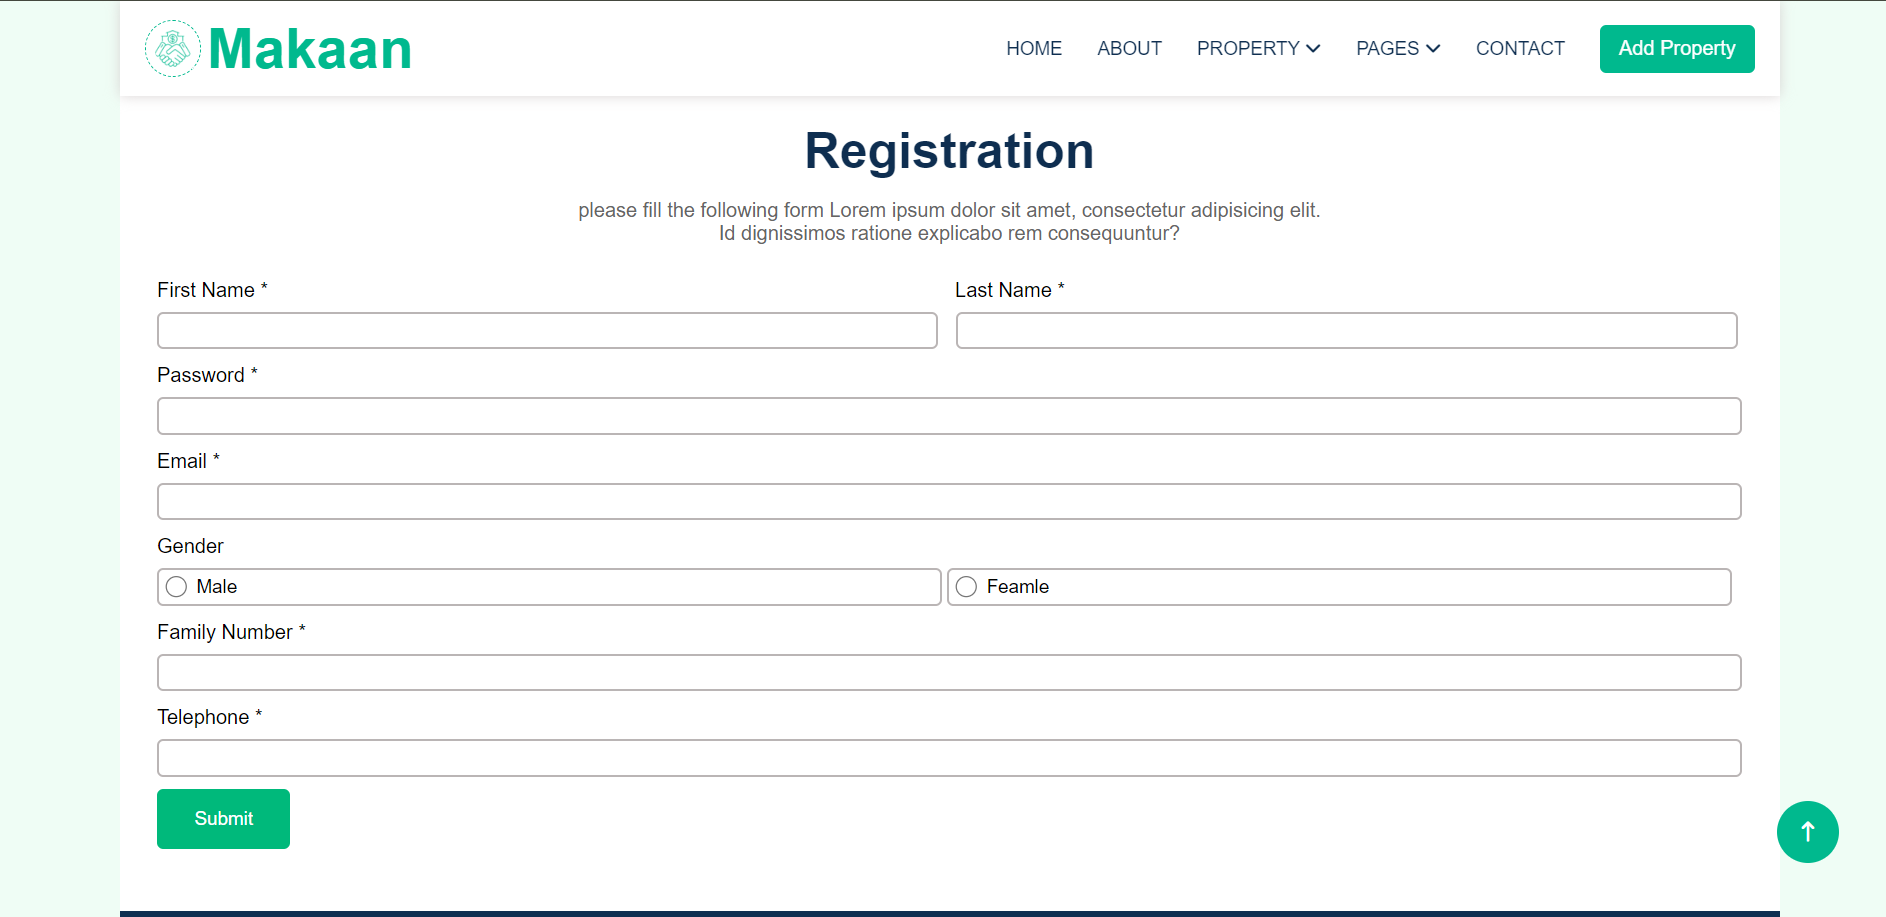 Makaan
HOME ABOUT PROPERTY PAGES CONTACT Add Property
Registration
please fill the following form Lorem ipsum dolor sit amet, consectetur adipisicing elit.
Id dignissimos ratione explicabo rem consequuntur?
First Name * Last Name *
Password *
Email *
Gender
Male Feamle
Family Number *
Telephone *
Submit